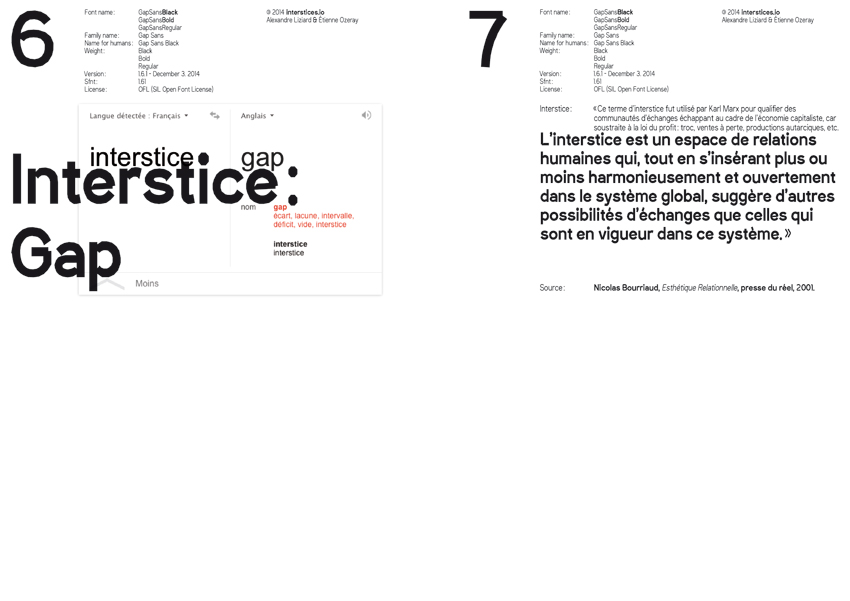 6
Font name: GapSansBlack
GapSansBold
GapSansRegular
Family name: Gap Sans
Name for humans: Gap Sans Black
Weight: Black
Bold
Regular
Version: 1.6.1 - December 3, 2014
Sfnt: 1.61
License: OFL (SIL Open Font License)
© 2014 interstices.io
Alexandre Liziard & Étienne Ozeray
Langue détectée : Français
Anglais
interstice
gap
Interstice:
Gap
nom
gap
écart, lacune, intervalle,
déficit, vide, interstice
interstice
interstice
Moins
7
Font name: GapSansBlack
GapSansBold
GapSansRegular
Family name: Gap Sans
Name for humans: Gap Sans Black
Weight: Black
Bold
Regular
Version: 1.6.1 - December 3, 2014
Sfnt: 1.61
License: OFL (SIL Open Font License)
© 2014 interstices.io
Alexandre Liziard & Étienne Ozeray
Interstice: «Ce terme d'interstice fut utilisé par Karl Marx pour qualifier des
communautés d'échanges échappant au cadre de l'économie capitaliste, car
soustraite à la loi du profit: troc, ventes à perte, productions autarciques, etc.
L'interstice est un espace de relations
humaines qui, tout en s'insérant plus ou
moins harmonieusement et ouvertement
dans le système global, suggère d'autres
possibilités d'échanges que celles qui
sont en vigueur dans ce système.»
Source: Nicolas Bourriaud, Esthétique Relationnelle, presse du réel, 2001.